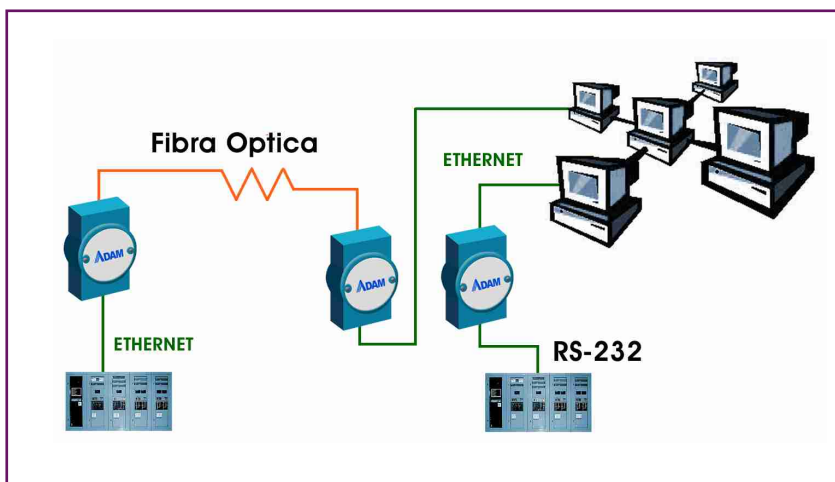 Fibra Optica
ETHERNET
ADAM
ADAM
ADAM
ETHERNET
RS-232